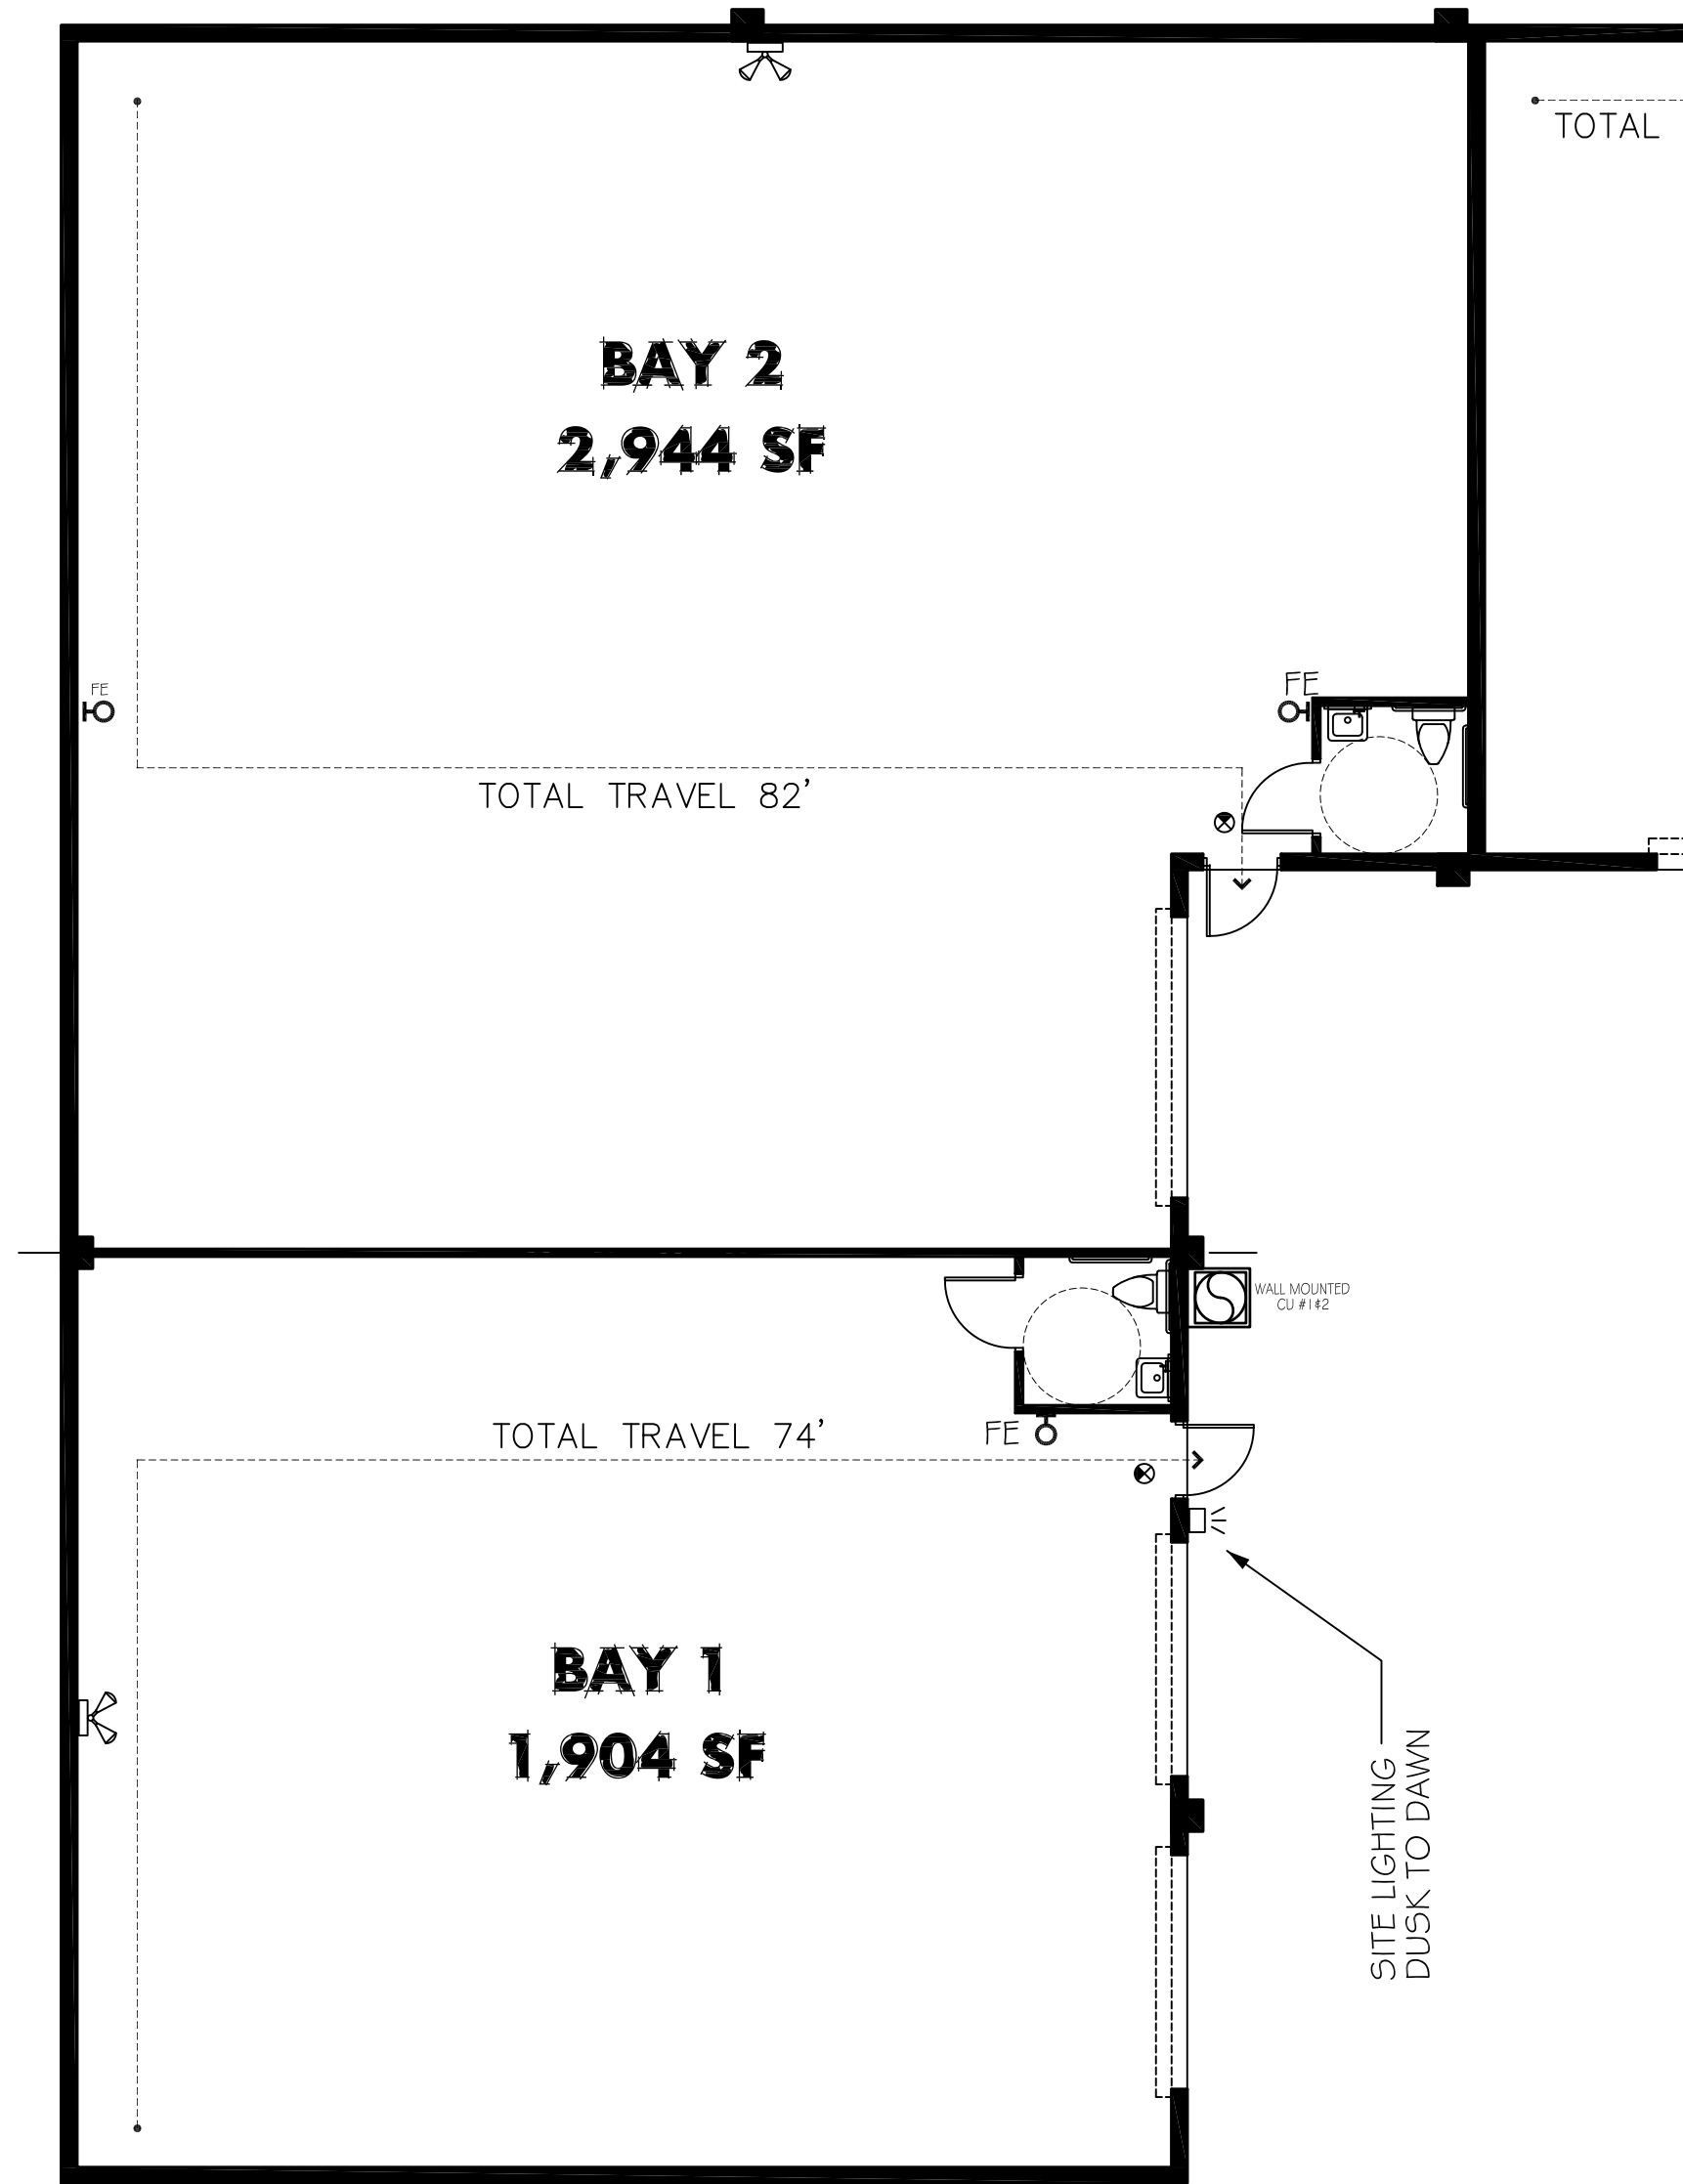 TOTAL
BAY 2
2,944 SF
FE
FE
TOTAL TRAVEL 82'
WALL MOUNTED
CU #1&2
TOTAL TRAVEL 74'
FE
BAY 1
1,904 SF
SITE LIGHTING
DUSK TO DAWN